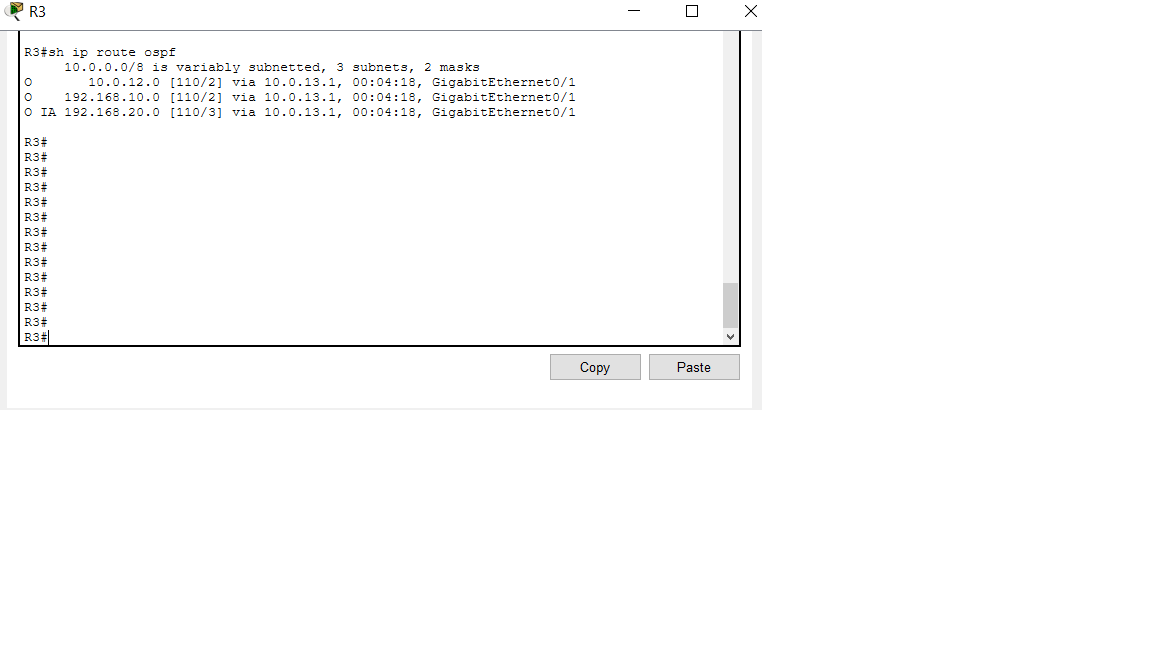 R3
R3#sh ip route ospf
     10.0.0.0/8 is variably subnetted, 3 subnets, 2 masks
O       10.0.12.0 [110/2] via 10.0.13.1, 00:04:18, GigabitEthernet0/1
O    192.168.10.0 [110/2] via 10.0.13.1, 00:04:18, GigabitEthernet0/1
O IA 192.168.20.0 [110/3] via 10.0.13.1, 00:04:18, GigabitEthernet0/1
R3#
R3#
R3#
R3#
R3#
R3#
R3#
R3#
R3#
R3#
R3#
R3#
R3#
R3#
Copy Paste